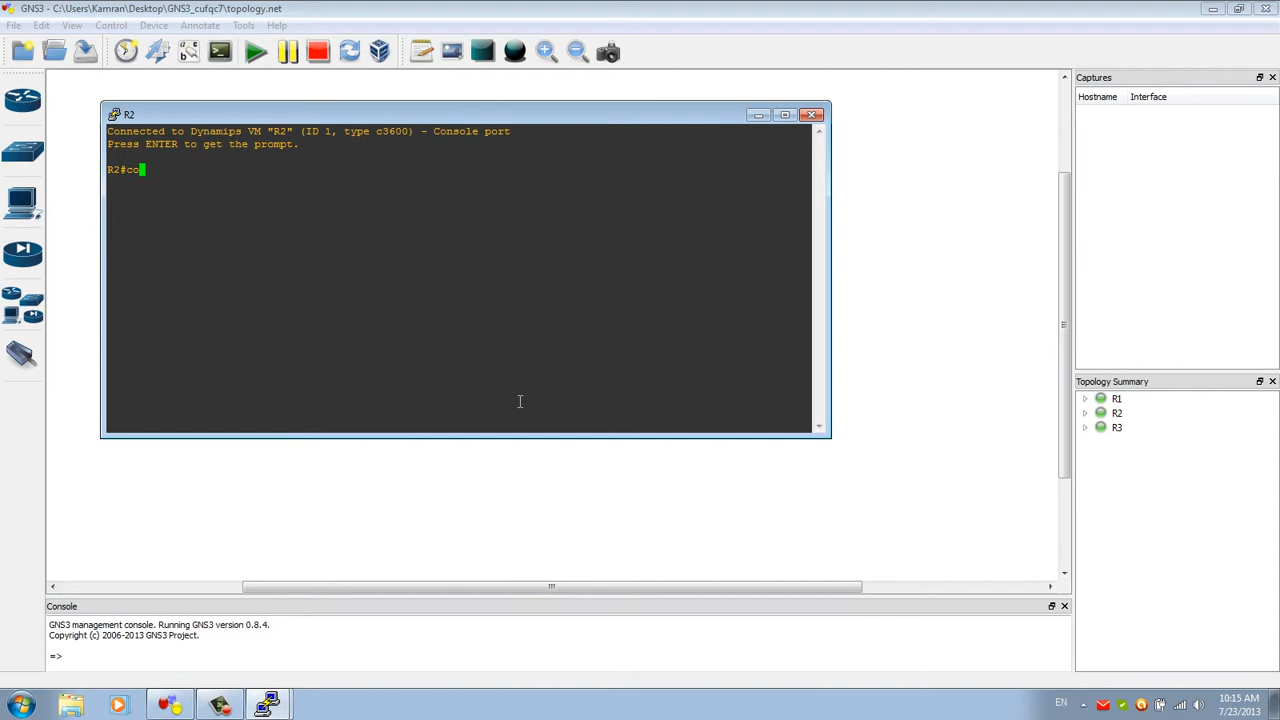 GNS3 - C:\Users\Kamran\Desktop\GNS3_cufqc7\topology.net
File Edit View Control Device Annotate Tools Help
Captures
Hostname Interface
R2
Connected to Dynamips VM "R2" (ID 1, type c3600) - Console port
Press ENTER to get the prompt.
R2#co
Topology Summary
R1
R2
R3
Console
GNS3 management console. Running GNS3 version 0.8.4.
Copyright (c) 2006-2013 GNS3 Project.
=>
EN
10:15 AM
7/23/2013